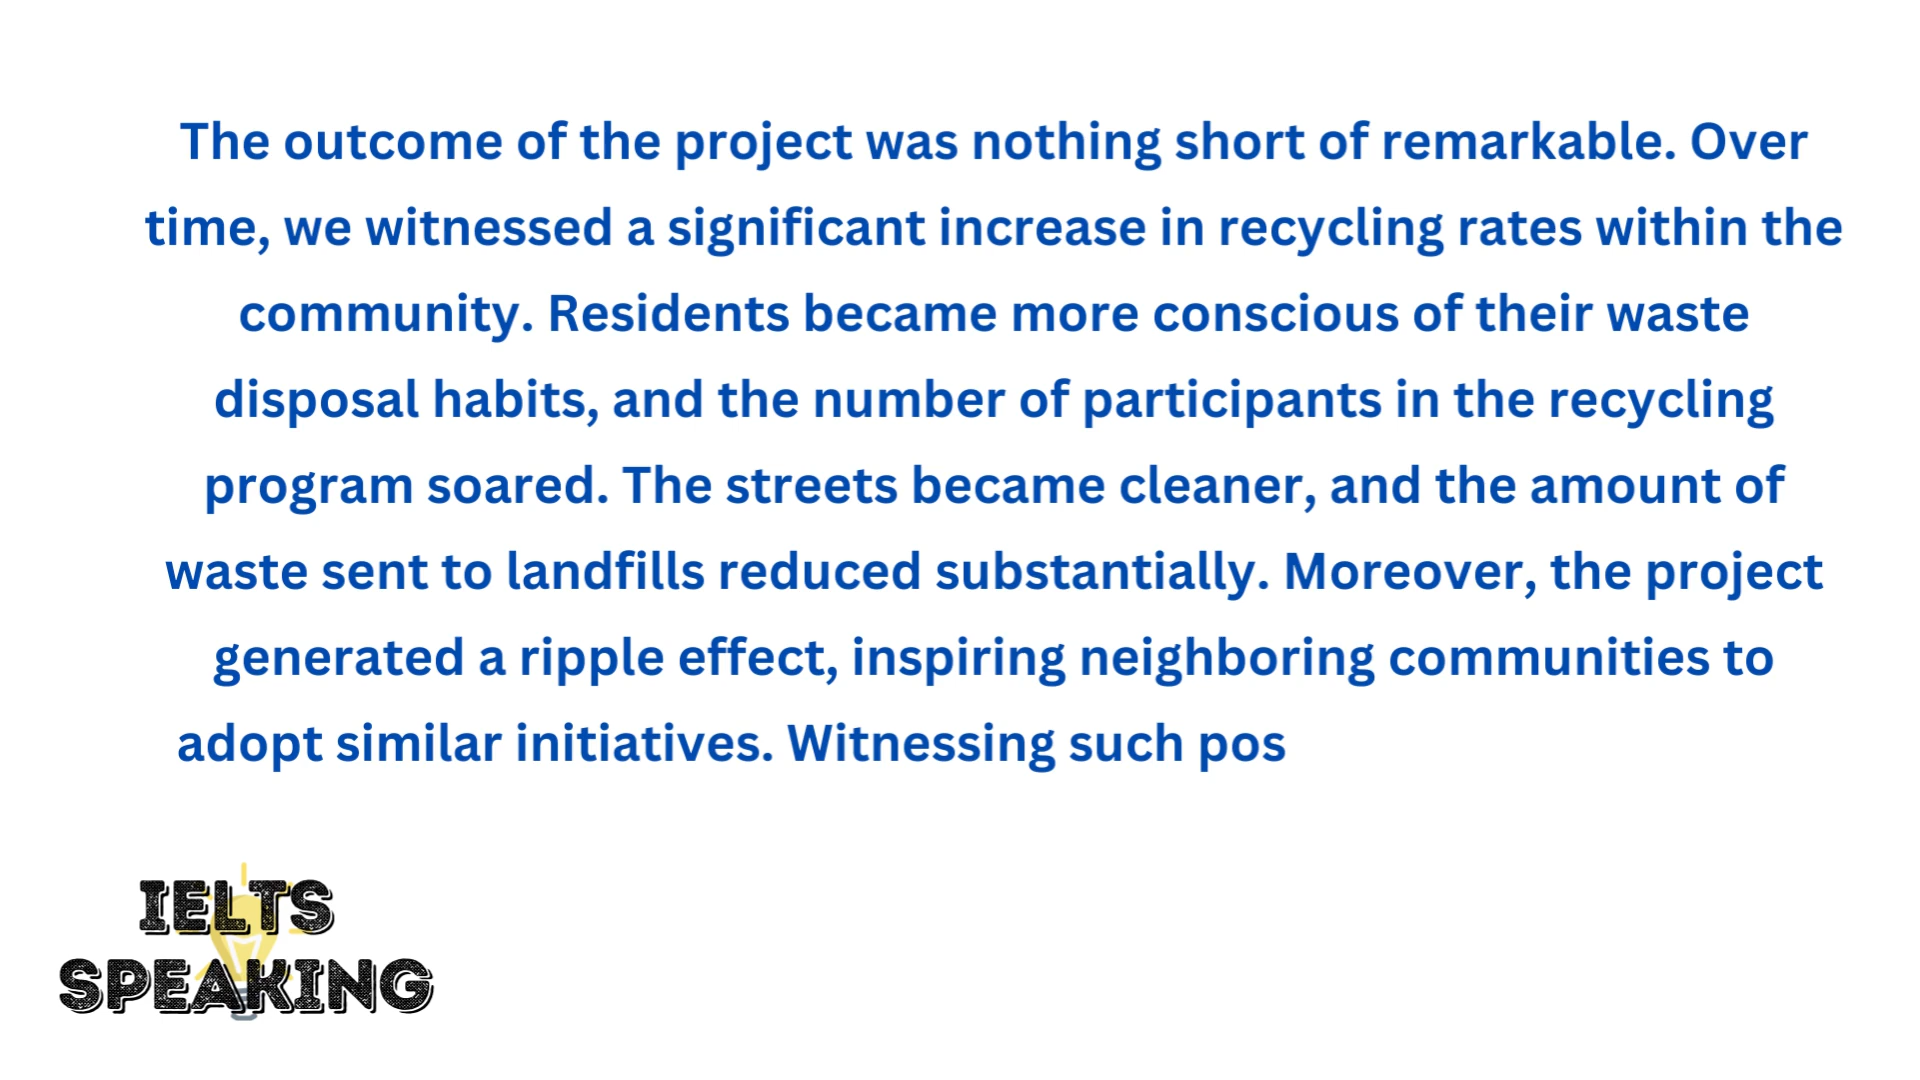 The outcome of the project was nothing short of remarkable. Over
time, we witnessed a significant increase in recycling rates within the
community. Residents became more conscious of their waste
disposal habits, and the number of participants in the recycling
program soared. The streets became cleaner, and the amount of
waste sent to landfills reduced substantially. Moreover, the project
generated a ripple effect, inspiring neighboring communities to
adopt similar initiatives. Witnessing such pos
IELTS
SPEAKING